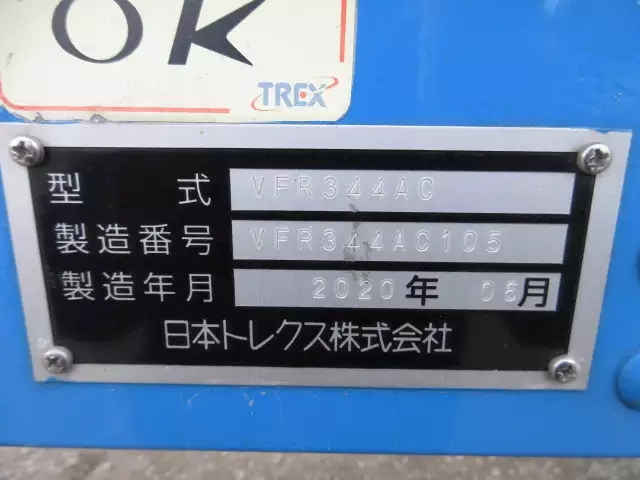 OK
TREX
型 式 VFR344AC
製造番号 VFR344AC105
製造年月 2020年 06月
日本トレクス株式会社